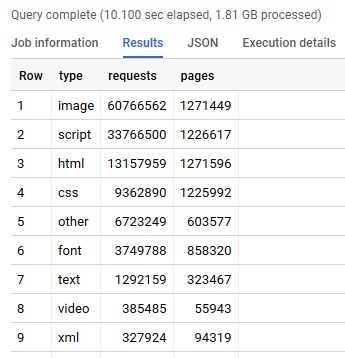 Query complete (10.100 sec elapsed, 1.81 GB processed)
Job information Results JSON Execution details
Row type requests pages
1 image 60766562 1271449
2 script 33766500 1226617
3 html 13157959 1271596
4 css 9362890 1225992
5 other 6723249 603577
6 font 3749788 858320
7 text 1292159 323467
8 video 385485 55943
9 xml 327924 94319